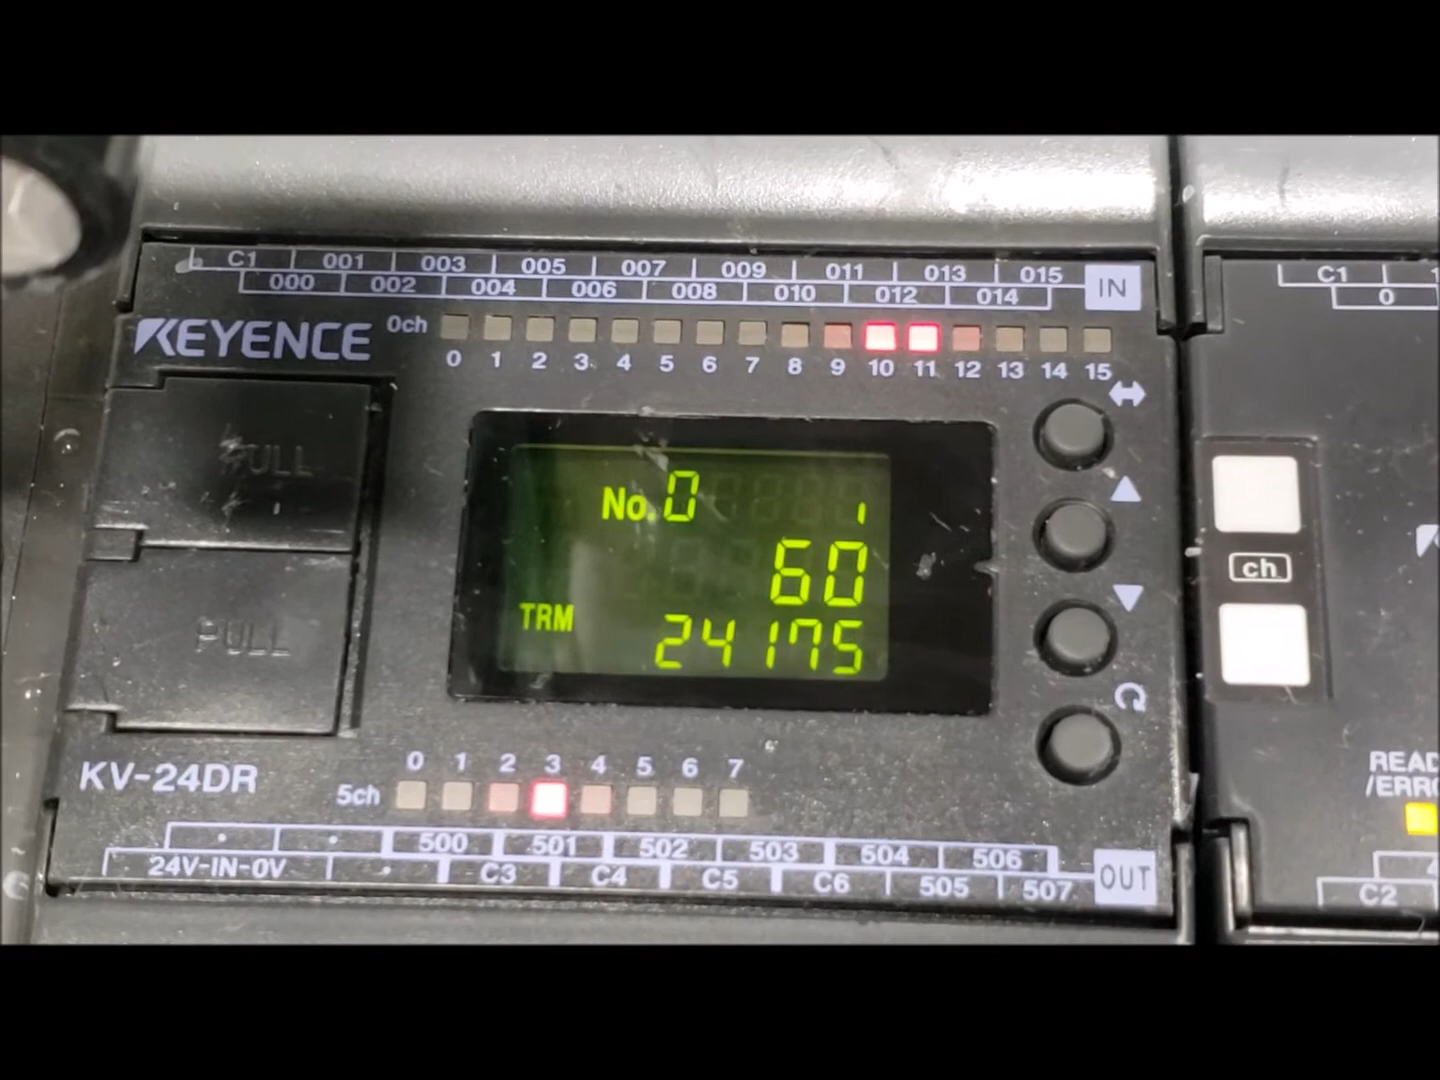 C1 001 003 005 007 009 011 013 015
000 002 004 006 008 010 012 014 IN
KEYENCE 0ch
0 1 2 3 4 5 6 7 8 9 10 11 12 13 14 15
PULL
PULL
No.0 1
60
TRM 24175
KV-24DR
0 1 2 3 4 5 6 7
5ch
500 501 502 503 504 506
24V-IN-0V C3 C4 C5 C6 505 507 OUT
C1
0
ch
C2